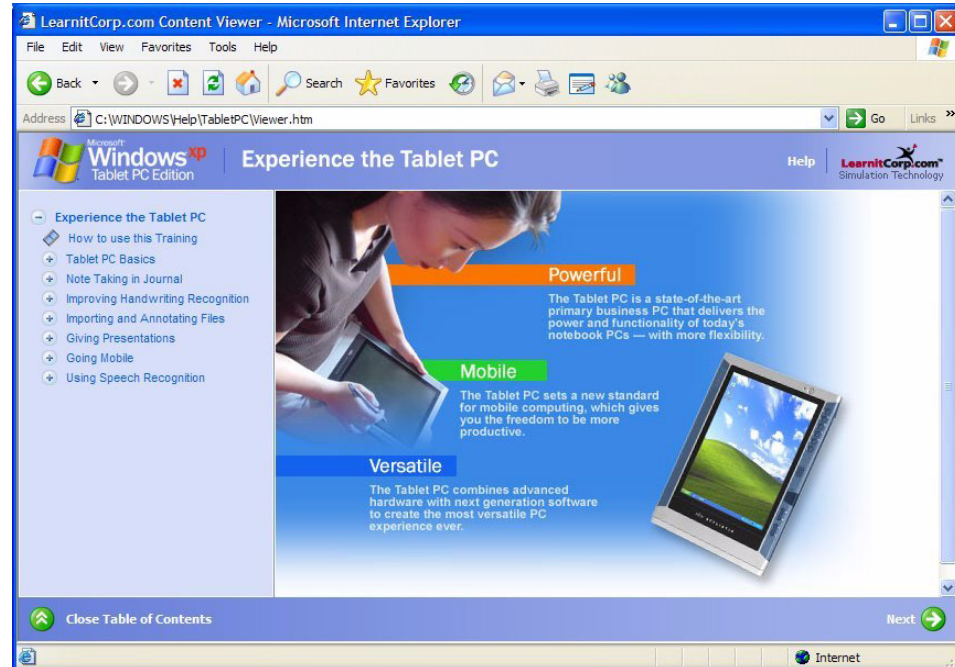 LearnitCorp.com Content Viewer - Microsoft Internet Explorer
File Edit View Favorites Tools Help
Back Search Favorites
Address C:\WINDOWS\Help\TabletPC\Viewer.htm Go Links »
Microsoft
Windows xp
Tablet PC Edition
Experience the Tablet PC
Help
LearnitCorp.com™
Simulation Technology
Experience the Tablet PC
How to use this Training
Tablet PC Basics
Note Taking in Journal
Improving Handwriting Recognition
Importing and Annotating Files
Giving Presentations
Going Mobile
Using Speech Recognition
Powerful
The Tablet PC is a state-of-the-art
primary business PC that delivers the
power and functionality of today's
notebook PCs — with more flexibility.
Mobile
The Tablet PC sets a new standard
for mobile computing, which gives
you the freedom to be more
productive.
Versatile
The Tablet PC combines advanced
hardware with next generation software
to create the most versatile PC
experience ever.
Close Table of Contents
Next
Internet